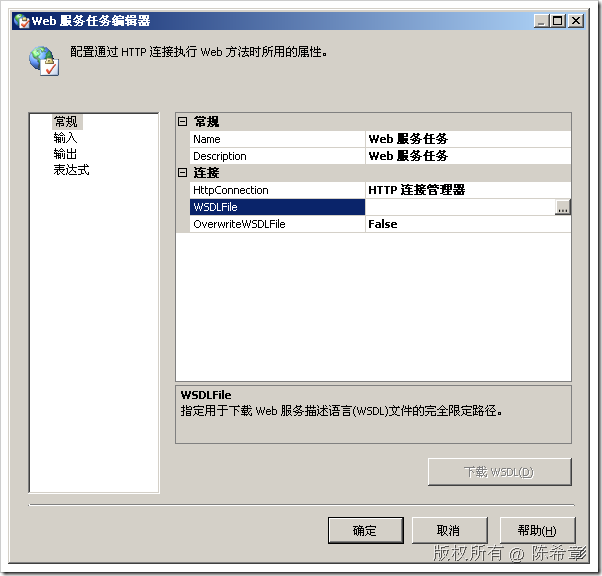 Web 服务任务编辑器
配置通过 HTTP 连接执行 Web 方法时所用的属性。
常规
输入
输出
表达式
常规
Name Web 服务任务
Description Web 服务任务
连接
HttpConnection HTTP 连接管理器
WSDLFile ...
OverwriteWSDLFile False
WSDLFile
指定用于下载 Web 服务描述语言(WSDL)文件的完全限定路径。
下载 WSDL(D)
确定 取消 帮助(H)
版权所有 @ 陈希章